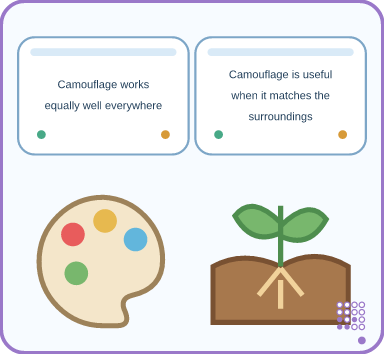 Camouflage works
equally well everywhere
Camouflage is useful
when it matches the
surroundings